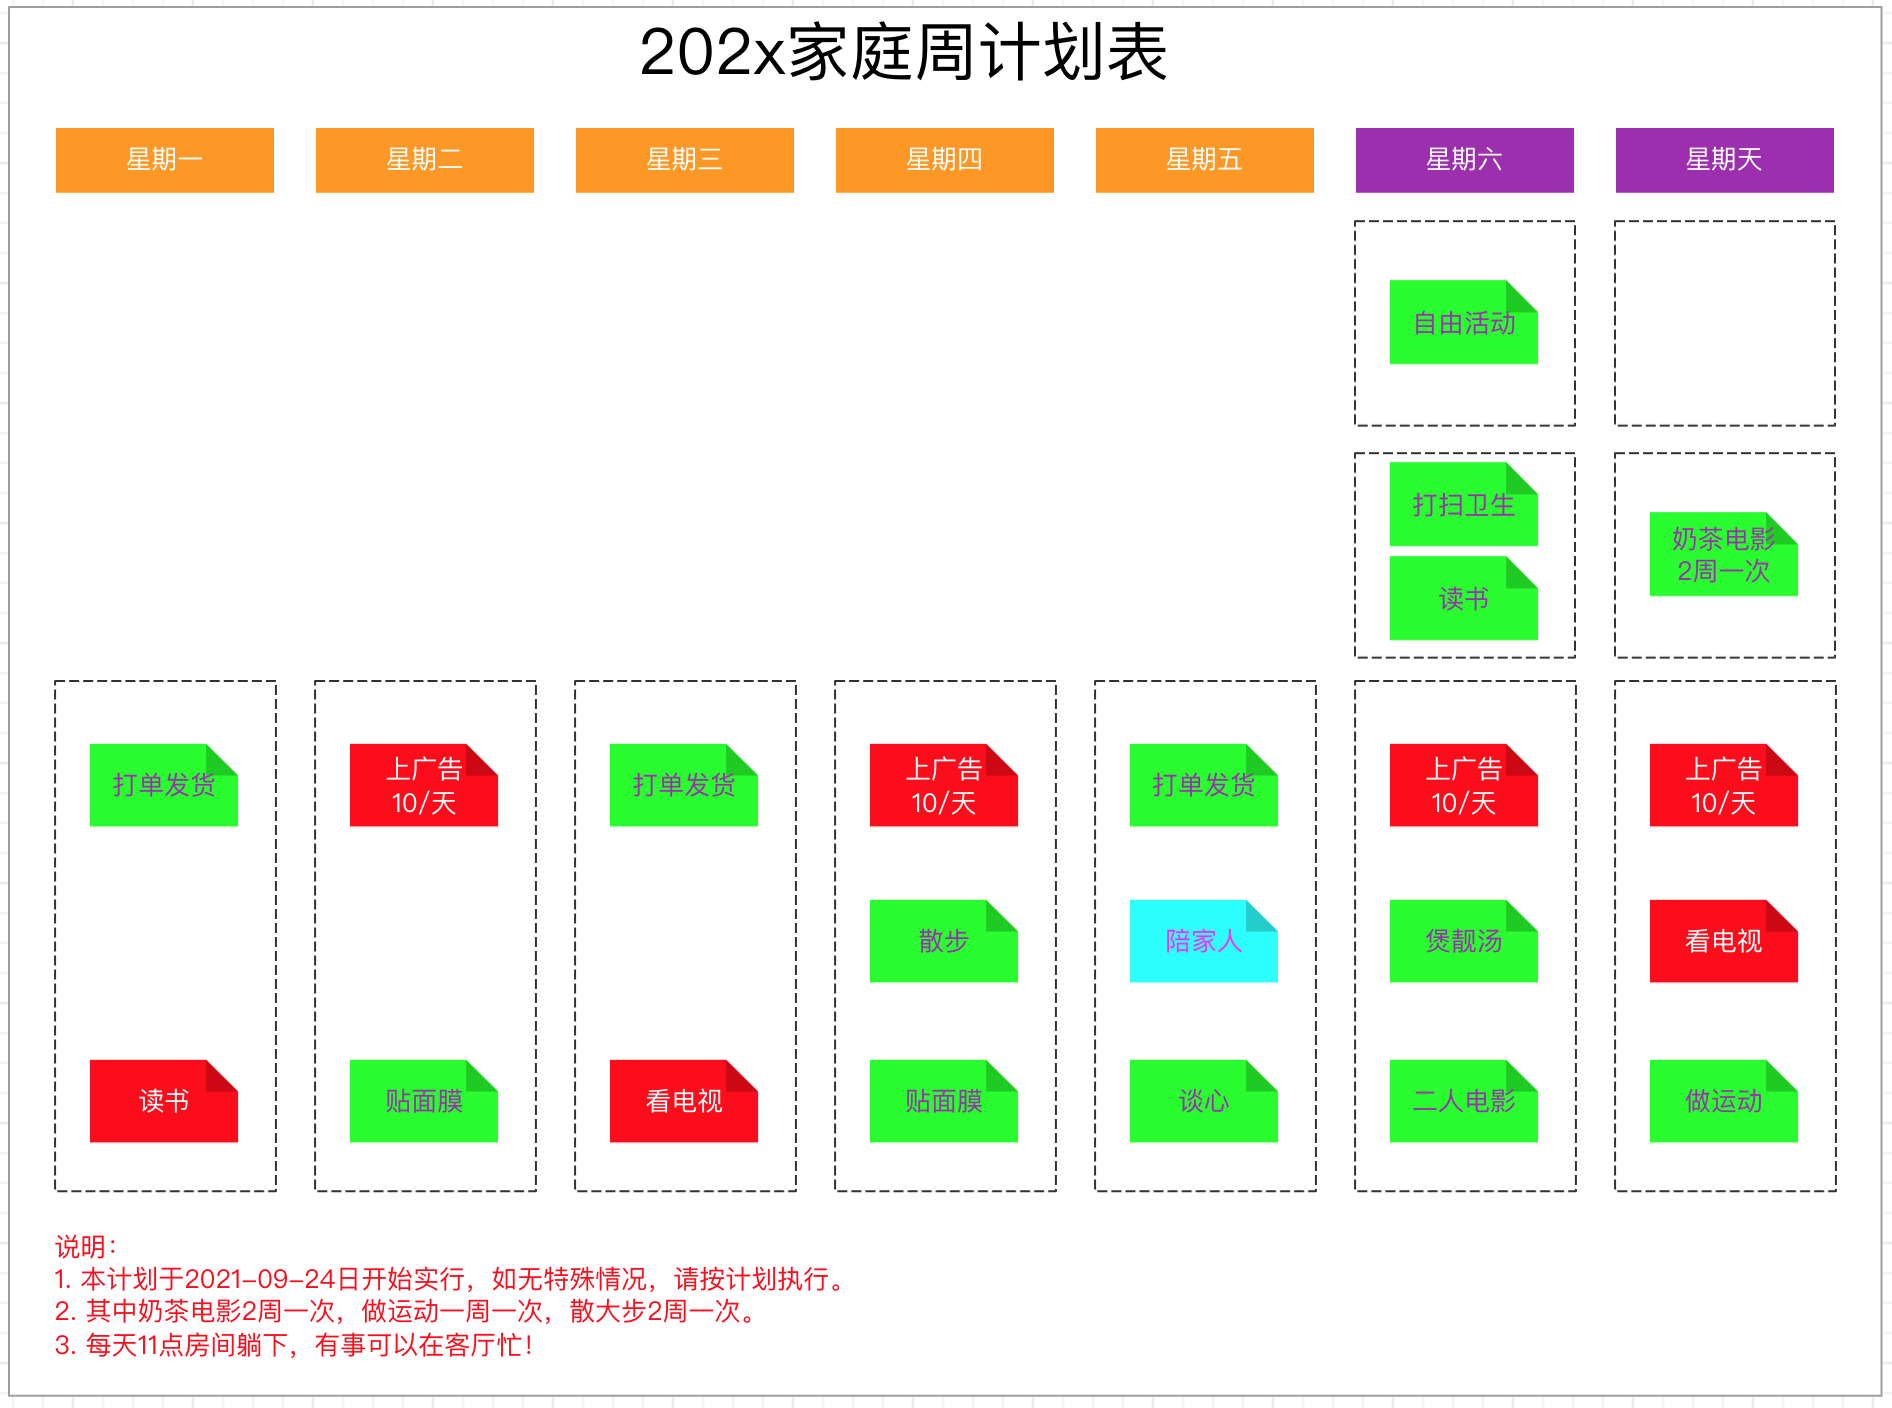 202x家庭周计划表
星期一
星期二
星期三
星期四
星期五
星期六
星期天
自由活动
打扫卫生
读书
奶茶电影
2周一次
打单发货
上广告
10/天
打单发货
上广告
10/天
打单发货
上广告
10/天
上广告
10/天
散步
陪家人
煲靓汤
看电视
读书
贴面膜
看电视
贴面膜
谈心
二人电影
做运动
说明：
1. 本计划于2021-09-24日开始实行，如无特殊情况，请按计划执行。
2. 其中奶茶电影2周一次，做运动一周一次，散大步2周一次。
3. 每天11点房间躺下，有事可以在客厅忙！